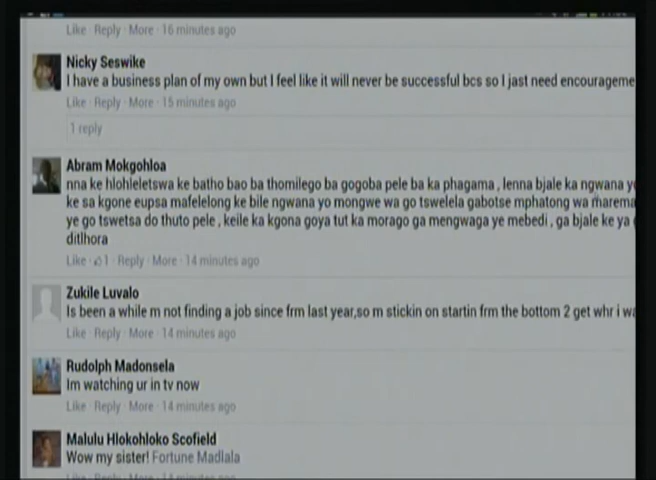 Like · Reply · More · 16 minutes ago
Nicky Seswike
I have a business plan of my own but I feel like it will never be successful bcs so I jast need encourageme
Like · Reply · More · 15 minutes ago
1 reply
Abram Mokgohloa
nna ke hlohleletswa ke batho bao ba thomilego ba gogoba pele ba ka phagama , lenna bjale ka ngwana y
ke sa kgone eupsa mafelelong ke bile ngwana yo mongwe wa go tswelela gabotse mphatong wa marema
ye go tswetsa do thuto pele , keile ka kgona goya tut ka morago ga mengwaga ye mebedi , ga bjale ke ya
ditlhora
Like · 1 · Reply · More · 14 minutes ago
Zukile Luvalo
Is been a while m not finding a job since frm last year,so m stickin on startin frm the bottom 2 get whr i wa
Like · Reply · More · 14 minutes ago
Rudolph Madonsela
Im watching ur in tv now
Like · Reply · More · 14 minutes ago
Malulu Hlokohloko Scofield
Wow my sister! Fortune Madlala